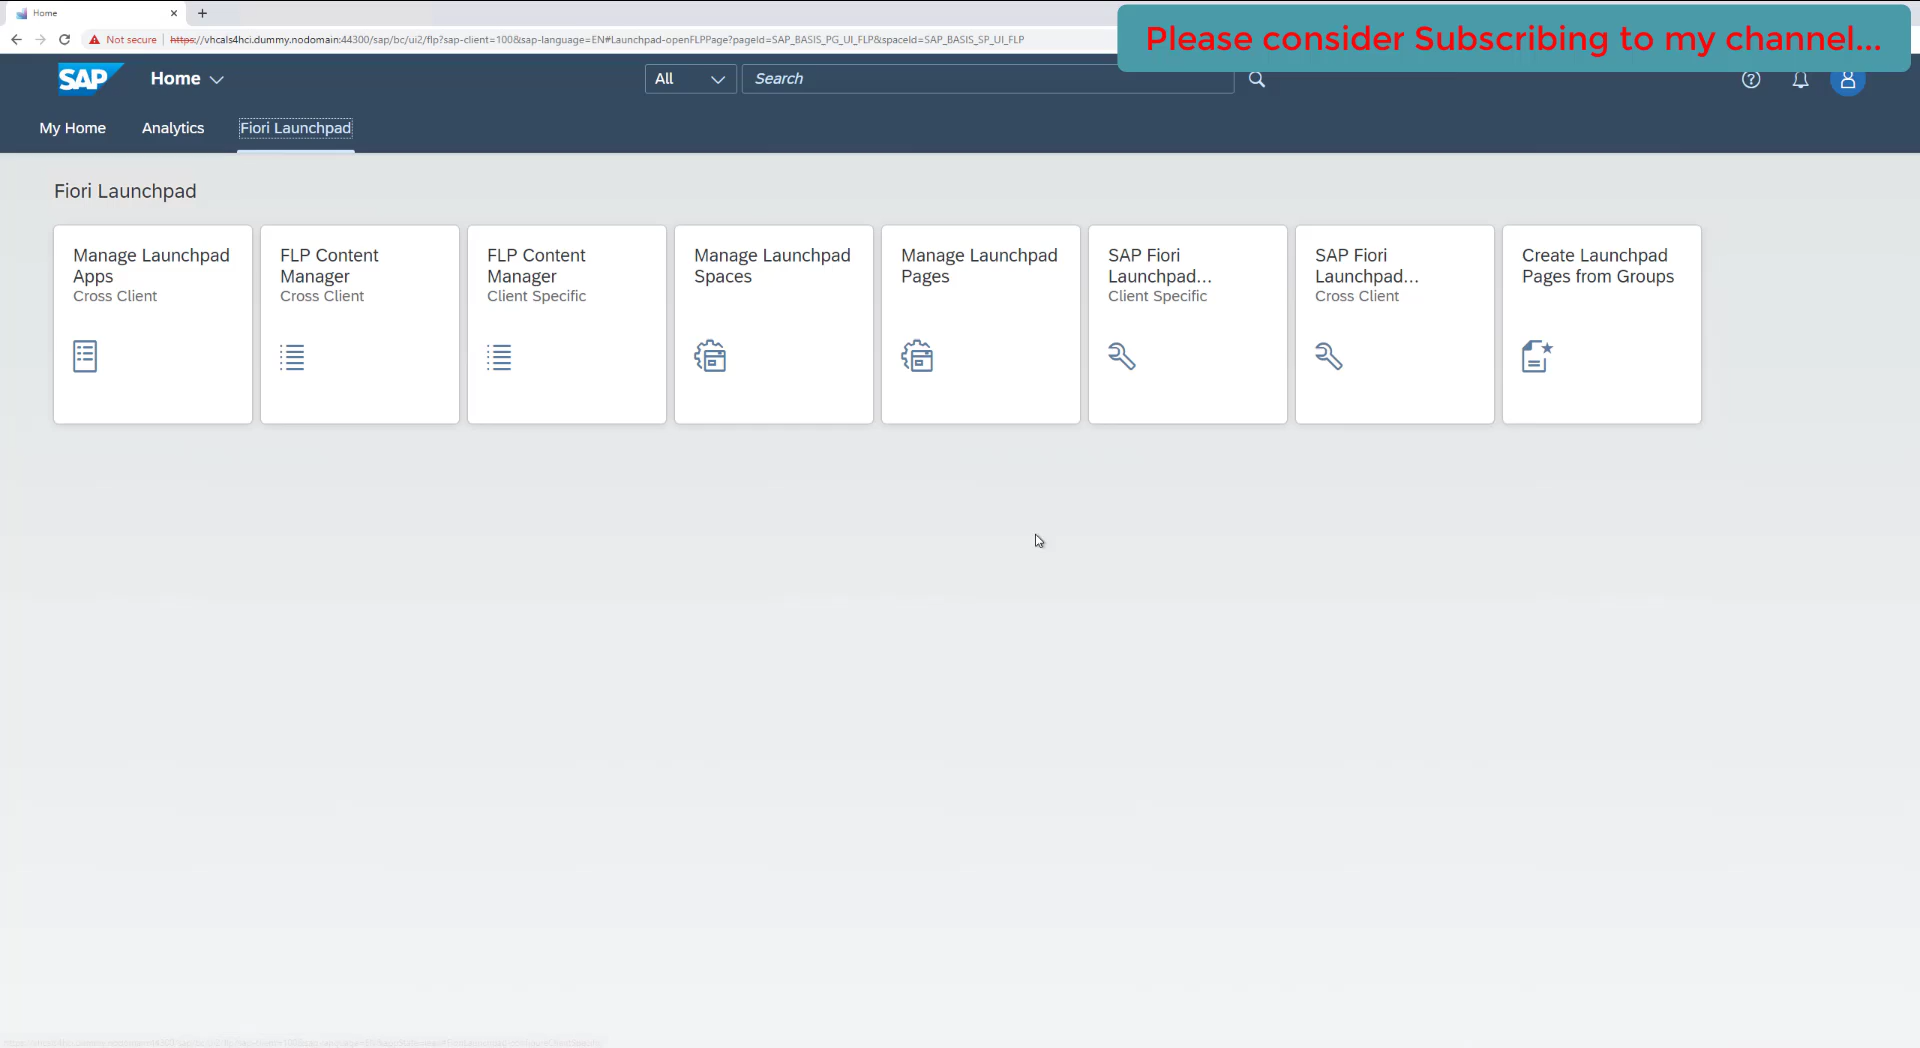 Home
Please consider Subscribing to my channel...
Not secure
https://vhcals4hci.dummy.nodomain:44300/sap/bc/ui2/flp?sap-client=100&sap-language=EN#Launchpad-openFLPPage?pageId=SAP_BASIS_PG_UI_FLP&spaceId=SAP_BASIS_SP_UI_FLP
SAP
Home
All
Search
My Home
Analytics
Fiori Launchpad
Fiori Launchpad
Manage Launchpad
Apps
Cross Client
FLP Content
Manager
Cross Client
FLP Content
Manager
Client Specific
Manage Launchpad
Spaces
Manage Launchpad
Pages
SAP Fiori
Launchpad...
Client Specific
SAP Fiori
Launchpad...
Cross Client
Create Launchpad
Pages from Groups